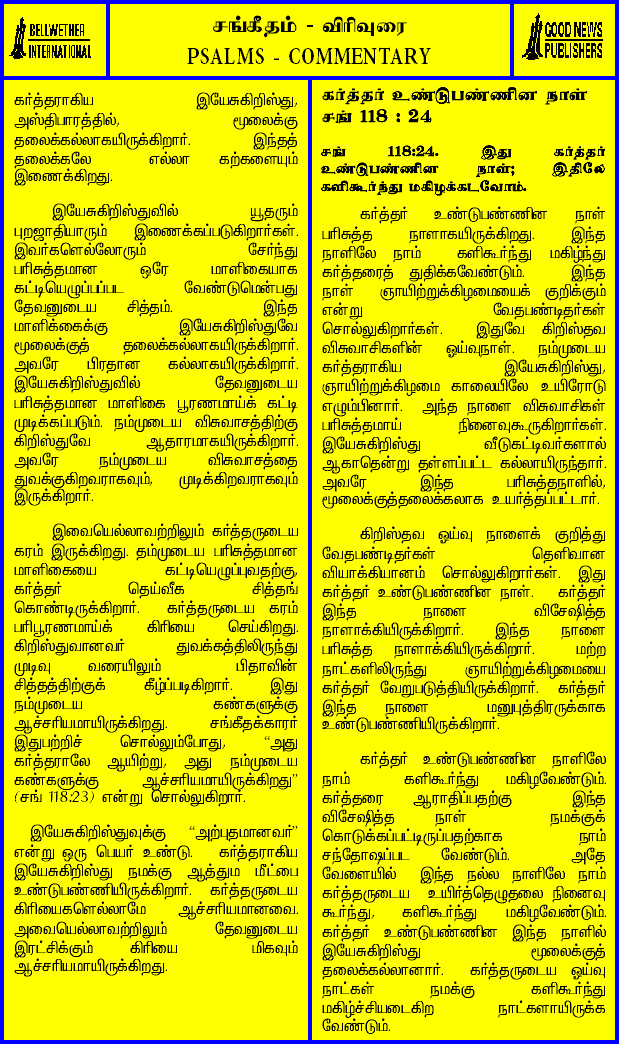 BELLWETHER
INTERNATIONAL
சங்கீதம் - விரிவுரை
PSALMS - COMMENTARY
GOOD NEWS
PUBLISHERS
கர்த்தராகிய இயேசுகிறிஸ்து,
அஸ்திபாரத்தில், மூலைக்கு
தலைக்கல்லாகயிருக்கிறார். இந்தத்
தலைக்கலே எல்லா கற்களையும்
இணைக்கிறது.
இயேசுகிறிஸ்துவில் யூதரும்
புறஜாதியாரும் இணைக்கப்படுகிறார்கள்.
இவர்களெல்லோரும் சேர்ந்து
பரிசுத்தமான ஒரே மாளிகையாக
கட்டியெழுப்பப்பட வேண்டுமென்பது
தேவனுடைய சித்தம். இந்த
மாளிக்கைக்கு இயேசுகிறிஸ்துவே
மூலைக்குத் தலைக்கல்லாகயிருக்கிறார்.
அவரே பிரதான கல்லாகயிருக்கிறார்.
இயேசுகிறிஸ்துவில் தேவனுடைய
பரிசுத்தமான மாளிகை பூரணமாய்க் கட்டி
முடிக்கப்படும். நம்முடைய விசுவாசத்திற்கு
கிறிஸ்துவே ஆதாரமாகயிருக்கிறார்.
அவரே நம்முடைய விசுவாசத்தை
துவக்குகிறவராகவும், முடிக்கிறவராகவும்
இருக்கிறார்.
இவையெல்லாவற்றிலும் கர்த்தருடைய
கரம் இருக்கிறது. தம்முடைய பரிசுத்தமான
மாளிகையை கட்டியெழுப்புவதற்கு,
கர்த்தர் தெய்வீக சித்தங்
கொண்டிருக்கிறார். கர்த்தருடைய கரம்
பரிபூரணமாய்க் கிரியை செய்கிறது.
கிறிஸ்துவானவர் துவக்கத்திலிருந்து
முடிவு வரையிலும் பிதாவின்
சித்தத்திற்குக் கீழ்ப்படிகிறார். இது
நம்முடைய கண்களுக்கு
ஆச்சரியமாயிருக்கிறது. சங்கீதக்காரர்
இதுபற்றிச் சொல்லும்போது, “அது
கர்த்தராலே ஆயிற்று, அது நம்முடைய
கண்களுக்கு ஆச்சரியமாயிருக்கிறது”
(சங் 118:23) என்று சொல்லுகிறார்.
இயேசுகிறிஸ்துவுக்கு “அற்புதமானவர்”
என்று ஒரு பெயர் உண்டு. கர்த்தராகிய
இயேசுகிறிஸ்து நமக்கு ஆத்தும மீட்பை
உண்டுபண்ணியிருக்கிறார். கர்த்தருடைய
கிரியைகளெல்லாமே ஆச்சரியமானவை.
அவையெல்லாவற்றிலும் தேவனுடைய
இரட்சிக்கும் கிரியை மிகவும்
ஆச்சரியமாயிருக்கிறது.
கர்த்தர் உண்டுபண்ணின நாள்
சங் 118 : 24
சங் 118:24. இது கர்த்தர்
உண்டுபண்ணின நாள்; இதிலே
களிகூர்ந்து மகிழக்கடவோம்.
கர்த்தர் உண்டுபண்ணின நாள்
பரிசுத்த நாளாகயிருக்கிறது. இந்த
நாளிலே நாம் களிகூர்ந்து மகிழ்ந்து
கர்த்தரைத் துதிக்கவேண்டும். இந்த
நாள் ஞாயிற்றுக்கிழமையைக் குறிக்கும்
என்று வேதபண்டிதர்கள்
சொல்லுகிறார்கள். இதுவே கிறிஸ்தவ
விசுவாசிகளின் ஓய்வுநாள். நம்முடைய
கர்த்தராகிய இயேசுகிறிஸ்து,
ஞாயிற்றுக்கிழமை காலையிலே உயிரோடு
எழும்பினார். அந்த நாளை விசுவாசிகள்
பரிசுத்தமாய் நினைவுகூருகிறார்கள்.
இயேசுகிறிஸ்து வீடுகட்டிவர்களால்
ஆகாதென்று தள்ளப்பட்ட கல்லாயிருந்தார்.
அவரே இந்த பரிசுத்தநாளில்,
மூலைக்குத்தலைக்கலாக உயர்த்தப்பட்டார்.
கிறிஸ்தவ ஓய்வு நாளைக் குறித்து
வேதபண்டிதர்கள் தெளிவான
வியாக்கியானம் சொல்லுகிறார்கள். இது
கர்த்தர் உண்டுபண்ணின நாள். கர்த்தர்
இந்த நாளை விசேஷித்த
நாளாக்கியிருக்கிறார். இந்த நாளை
பரிசுத்த நாளாக்கியிருக்கிறார். மற்ற
நாட்களிலிருந்து ஞாயிற்றுக்கிழமையை
கர்த்தர் வேறுபடுத்தியிருக்கிறார். கர்த்தர்
இந்த நாளை மனுபுத்திரருக்காக
உண்டுபண்ணியிருக்கிறார்.
கர்த்தர் உண்டுபண்ணின நாளிலே
நாம் களிகூர்ந்து மகிழவேண்டும்.
கர்த்தரை ஆராதிப்பதற்கு இந்த
விசேஷித்த நாள் நமக்குக்
கொடுக்கப்பட்டிருப்பதற்காக நாம்
சந்தோஷப்பட வேண்டும். அதே
வேளையில் இந்த நல்ல நாளிலே நாம்
கர்த்தருடைய உயிர்த்தெழுதலை நினைவு
கூர்ந்து, களிகூர்ந்து மகிழவேண்டும்.
கர்த்தர் உண்டுபண்ணின இந்த நாளில்
இயேசுகிறிஸ்து மூலைக்குத்
தலைக்கல்லானார். கர்த்தருடைய ஓய்வு
நாட்கள் நமக்கு களிகூர்ந்து
மகிழ்ச்சியடைகிற நாட்களாயிருக்க
வேண்டும்.